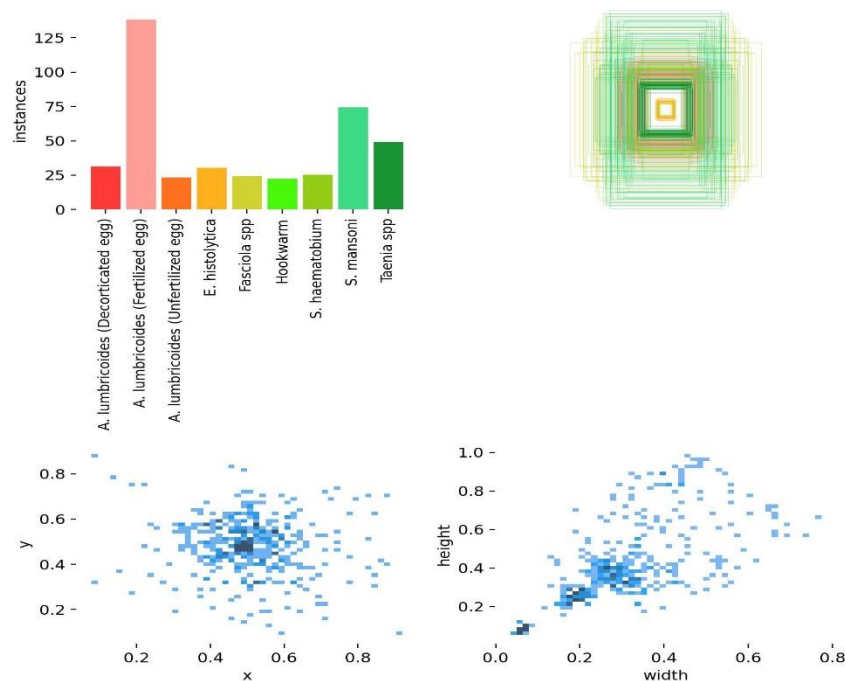 125
100
75
50
25
0
instances
A. lumbricoides (Decorticated egg)
A. lumbricoides (Fertilized egg)
A. lumbricoides (Unfertilized egg)
E. histolytica
Fasciola spp
Hookwarm
S. haematobium
S. mansoni
Taenia spp
0.8
0.6
0.4
0.2
y
0.2
0.4
0.6
0.8
x
1.0
0.8
0.6
0.4
0.2
height
0.0
0.2
0.4
0.6
0.8
width